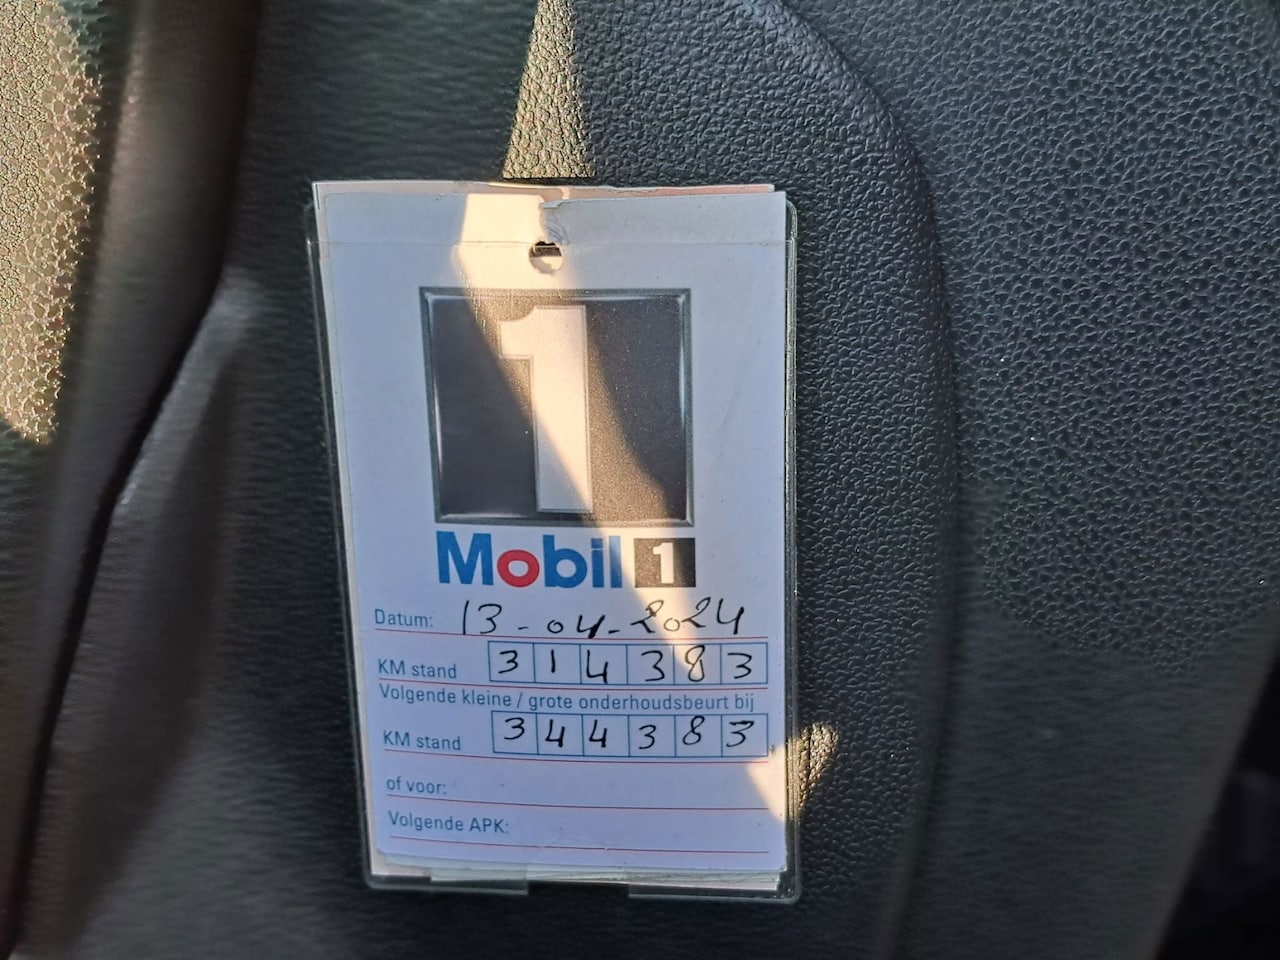 1
Mobil 1
Datum: 13-04-2024
KM stand 314383
Volgende kleine / grote onderhoudsbeurt bij
KM stand 344383
of voor:
Volgende APK: